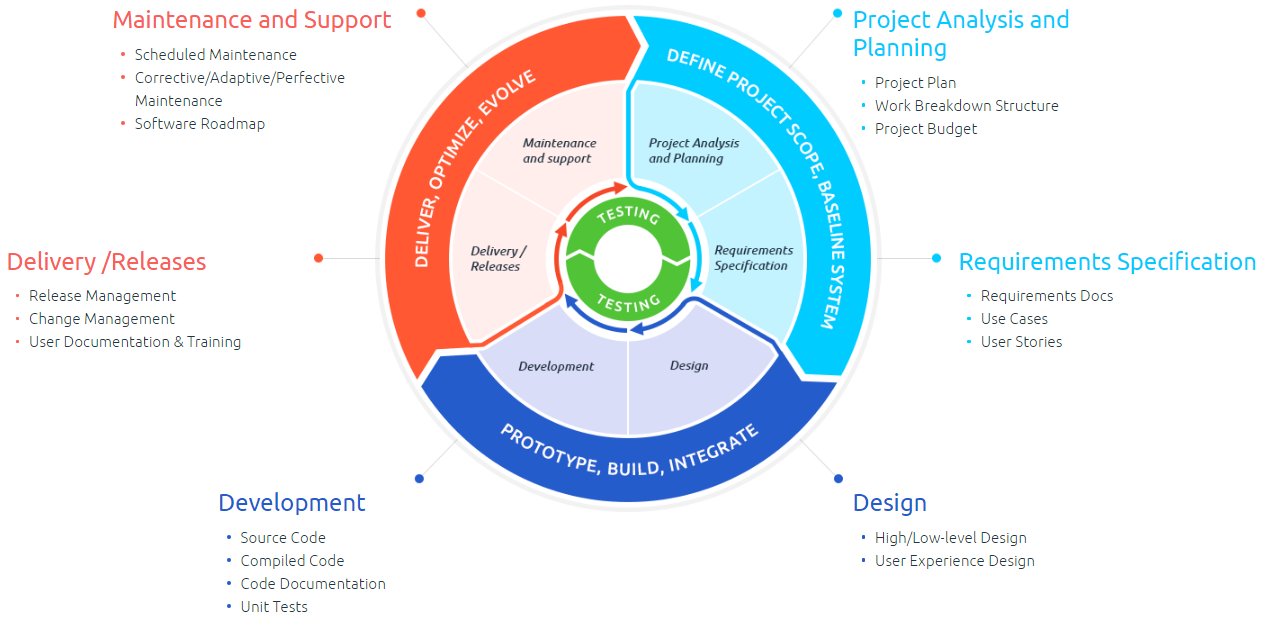 Maintenance and Support
• Scheduled Maintenance
• Corrective/Adaptive/Perfective
Maintenance
• Software Roadmap
Project Analysis and
Planning
• Project Plan
• Work Breakdown Structure
• Project Budget
DELIVER, OPTIMIZE, EVOLVE
DEFINE PROJECT SCOPE, BASELINE SYSTEM
Maintenance
and support
Project Analysis
and Planning
TESTING
Delivery /
Releases
Requirements
Specification
TESTING
Development
Design
PROTOTYPE, BUILD, INTEGRATE
Delivery /Releases
• Release Management
• Change Management
• User Documentation & Training
Requirements Specification
• Requirements Docs
• Use Cases
• User Stories
Development
• Source Code
• Compiled Code
• Code Documentation
• Unit Tests
Design
• High/Low-level Design
• User Experience Design